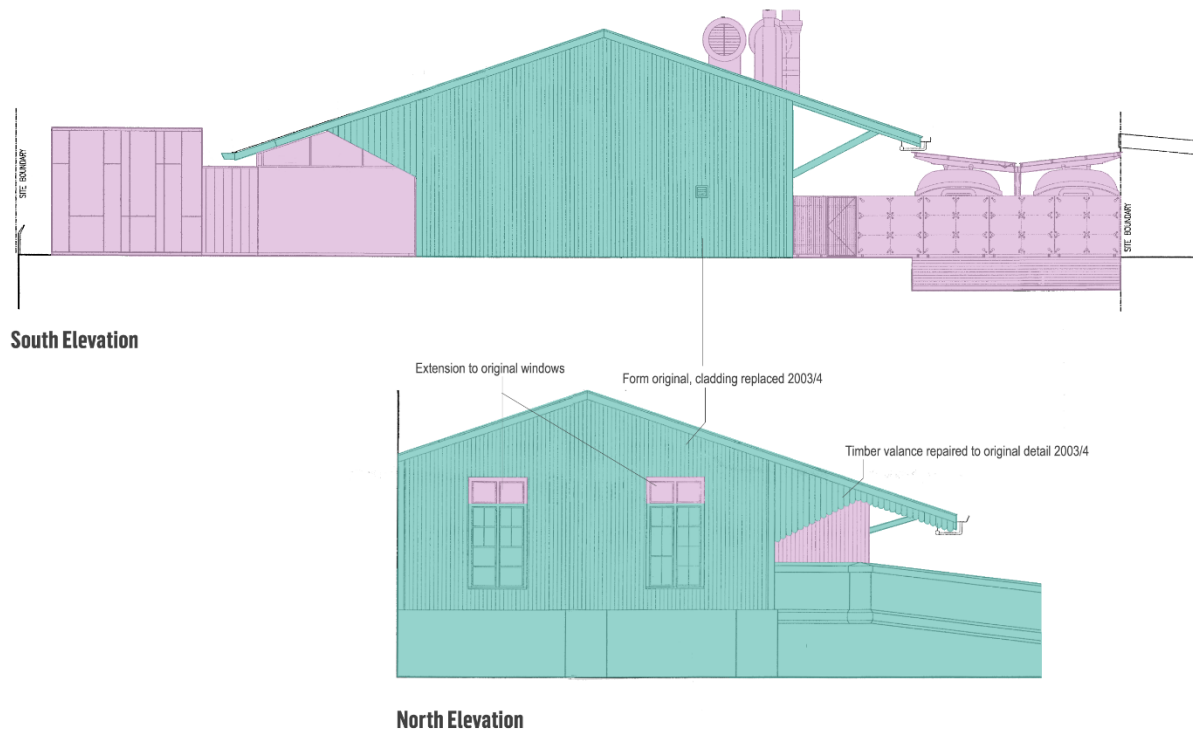 SITE BOUNDARY
SITE BOUNDARY
South Elevation
Extension to original windows
Form original, cladding replaced 2003/4
Timber valance repaired to original detail 2003/4
North Elevation